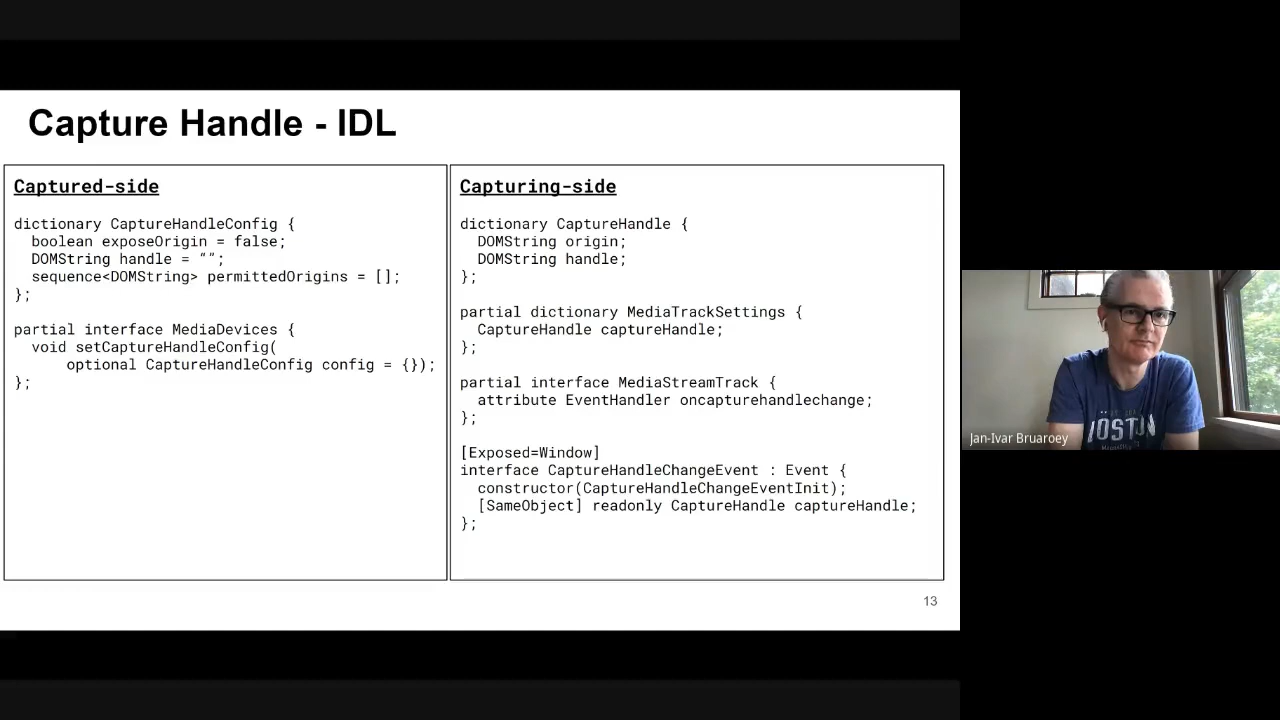 Capture Handle - IDL
Captured-side
dictionary CaptureHandleConfig {
boolean exposeOrigin = false;
DOMString handle = “”;
sequence<DOMString> permittedOrigins = [];
};
partial interface MediaDevices {
void setCaptureHandleConfig(
optional CaptureHandleConfig config = {});
};
Capturing-side
dictionary CaptureHandle {
DOMString origin;
DOMString handle;
};
partial dictionary MediaTrackSettings {
CaptureHandle captureHandle;
};
partial interface MediaStreamTrack {
attribute EventHandler oncapturehandlechange;
};
[Exposed=Window]
interface CaptureHandleChangeEvent : Event {
constructor(CaptureHandleChangeEventInit);
[SameObject] readonly CaptureHandle captureHandle;
};
13
Jan-Ivar Bruaroey